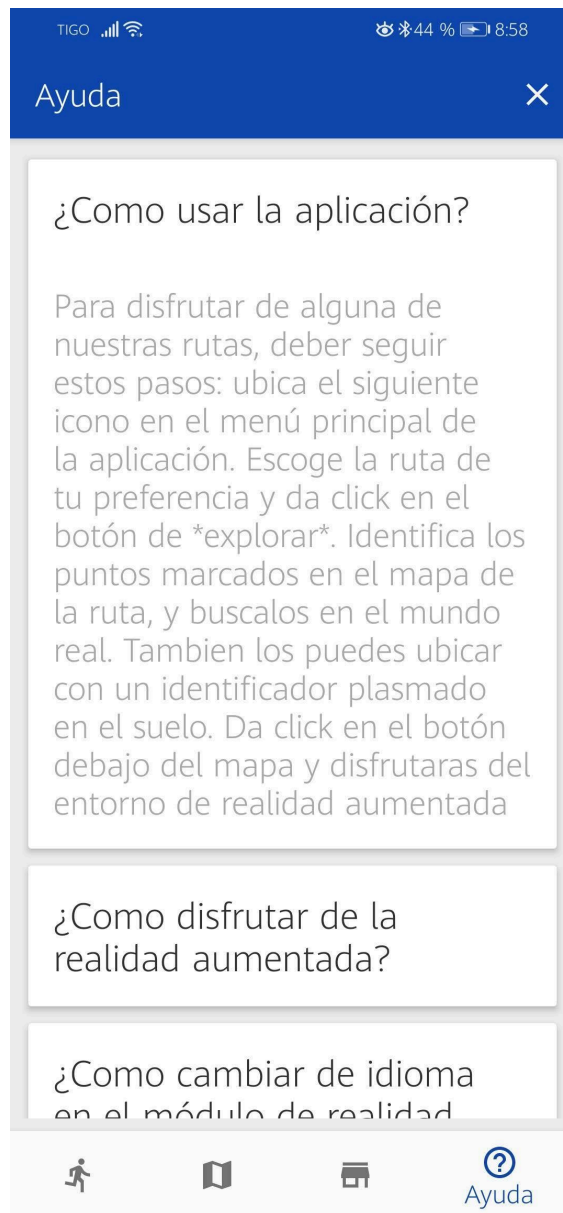 TIGO 44 % 8:58
Ayuda
¿Como usar la aplicación?
Para disfrutar de alguna de
nuestras rutas, deber seguir
estos pasos: ubica el siguiente
icono en el menú principal de
la aplicación. Escoge la ruta de
tu preferencia y da click en el
botón de *explorar*. Identifica los
puntos marcados en el mapa de
la ruta, y buscalos en el mundo
real. Tambien los puedes ubicar
con un identificador plasmado
en el suelo. Da click en el botón
debajo del mapa y disfrutaras del
entorno de realidad aumentada
¿Como disfrutar de la
realidad aumentada?
¿Como cambiar de idioma
en el módulo de realidad
Ayuda